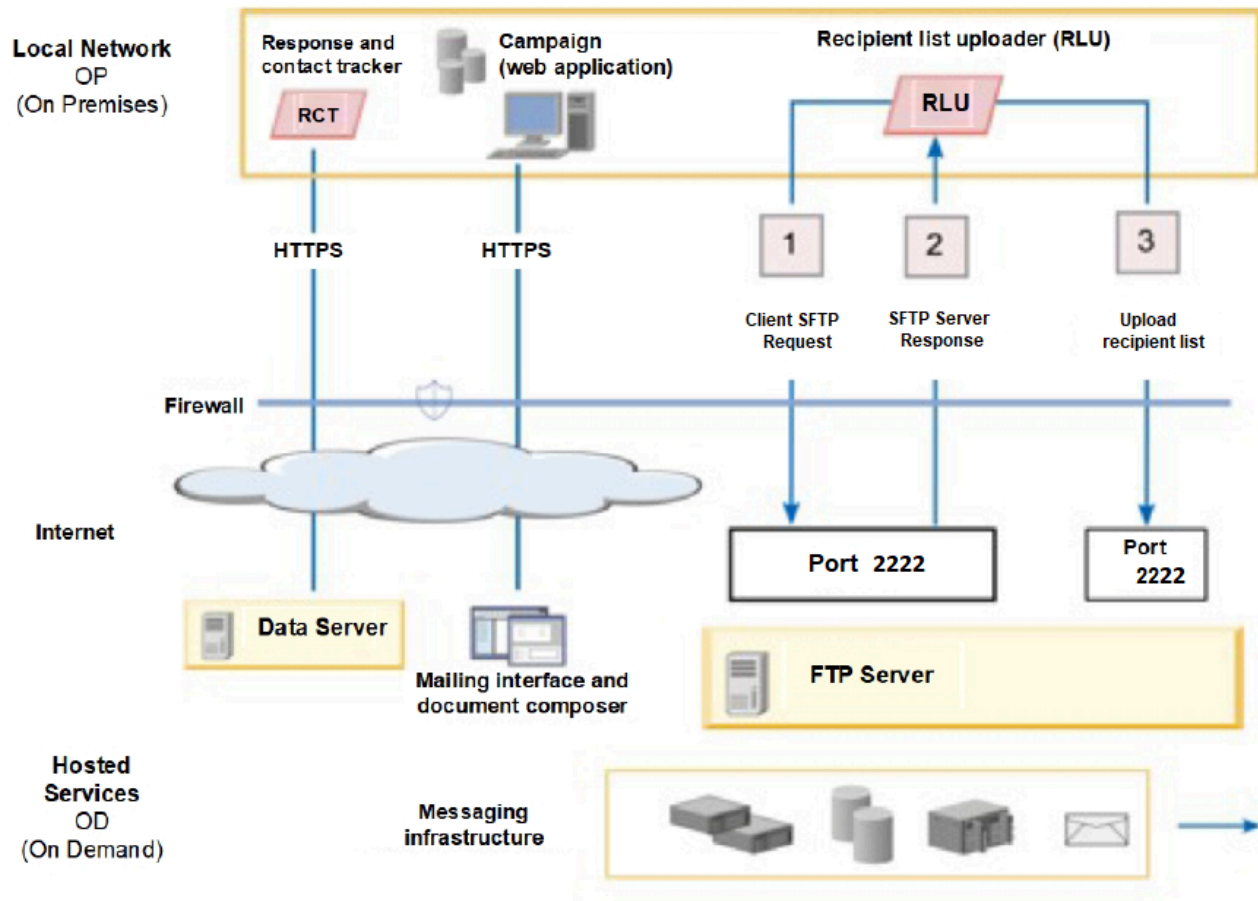 Local Network
OP
(On Premises)
Response and
contact tracker
RCT
Campaign
(web application)
Recipient list uploader (RLU)
RLU
HTTPS
HTTPS
1
2
3
Client SFTP
Request
SFTP Server
Response
Upload
recipient list
Firewall
Internet
Port 2222
Port
2222
Data Server
Mailing interface and
document composer
FTP Server
Hosted
Services
OD
(On Demand)
Messaging
infrastructure